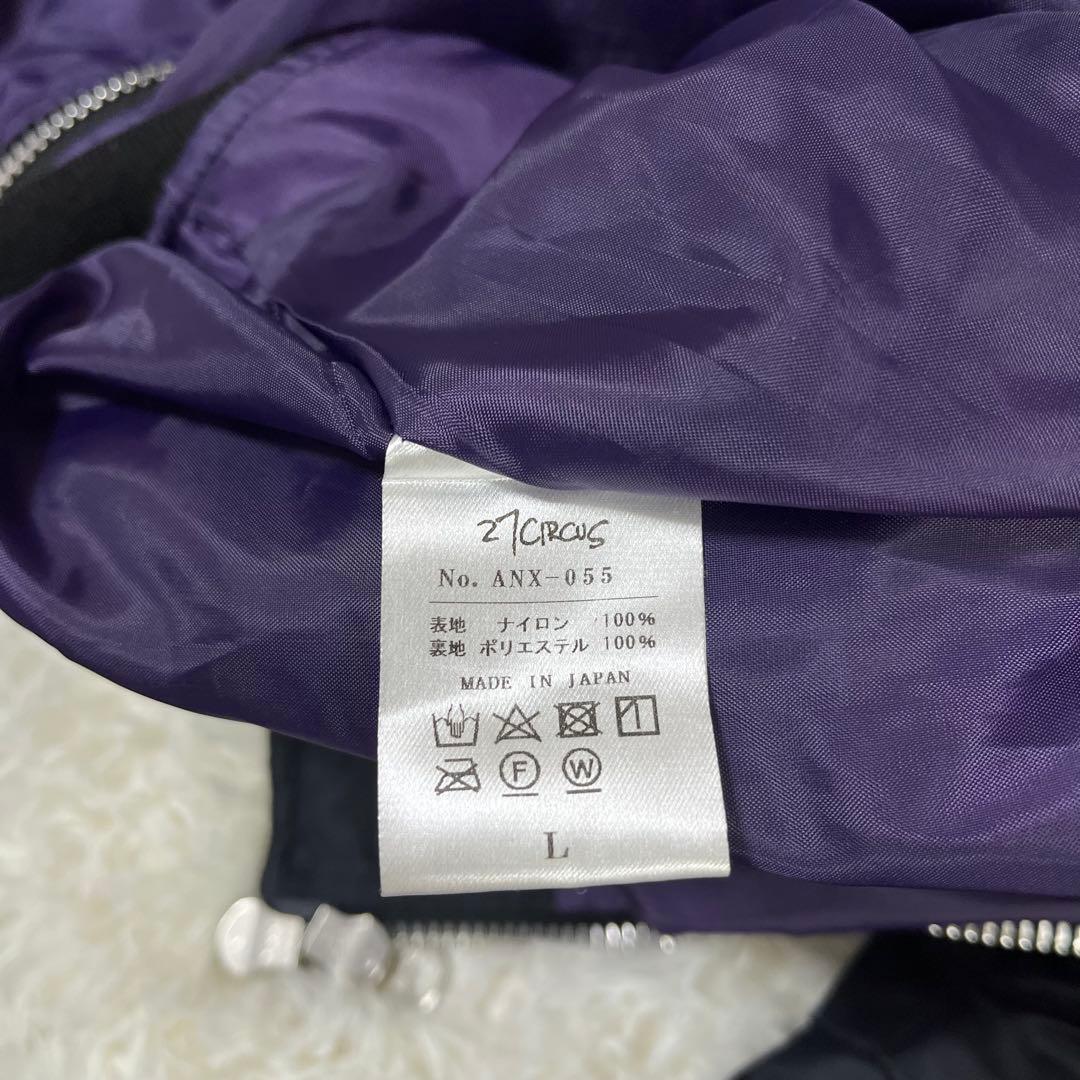 27CIRCUS
No. ANX-055
表地 ナイロン 100%
裏地 ポリエステル 100%
MADE IN JAPAN
F W
L